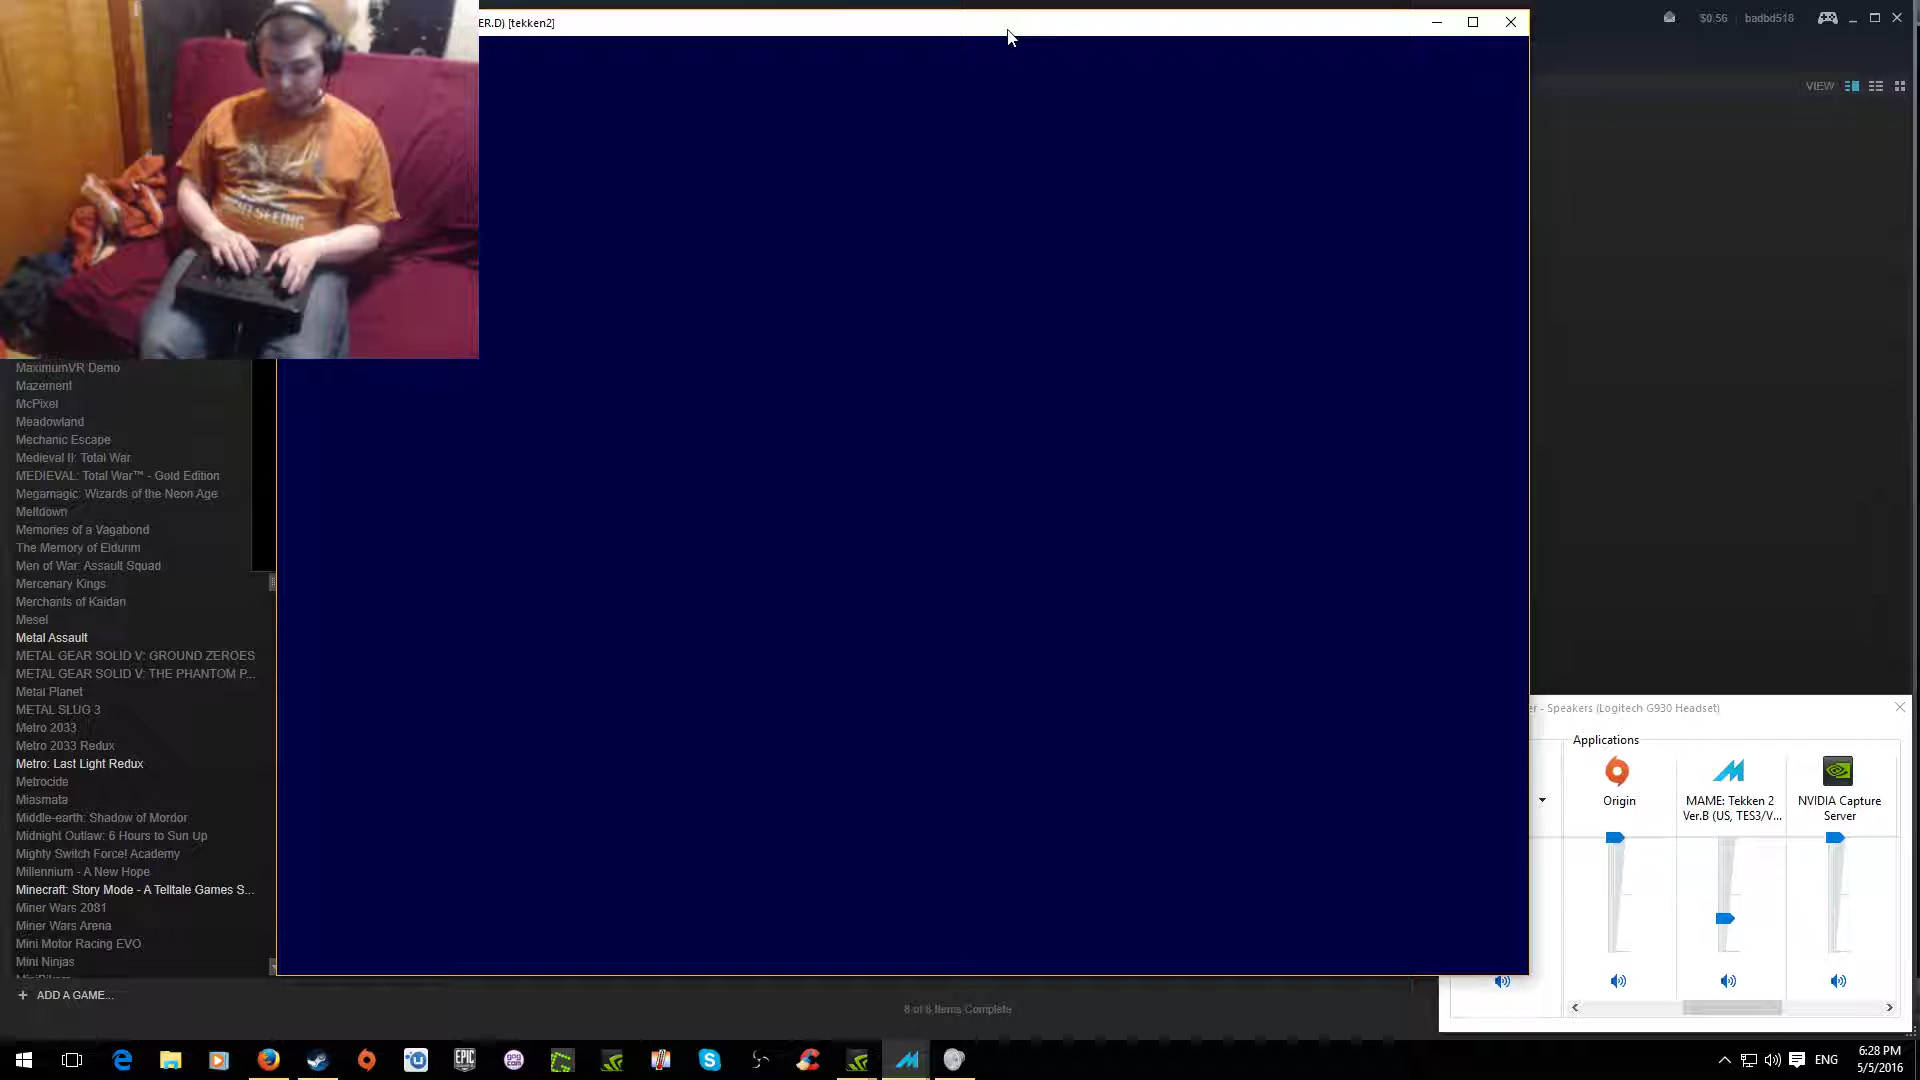 ER.D) [tekken2]
$0.56
badbd518
VIEW
MaximumVR Demo
Mazement
McPixel
Meadowland
Mechanic Escape
Medieval II: Total War
MEDIEVAL: Total War™ - Gold Edition
Megamagic: Wizards of the Neon Age
Meltdown
Memories of a Vagabond
The Memory of Eldurim
Men of War: Assault Squad
Mercenary Kings
Merchants of Kaidan
Mesel
Metal Assault
METAL GEAR SOLID V: GROUND ZEROES
METAL GEAR SOLID V: THE PHANTOM P...
Metal Planet
METAL SLUG 3
Metro 2033
Metro 2033 Redux
Metro: Last Light Redux
Metrocide
Miasmata
Middle-earth: Shadow of Mordor
Midnight Outlaw: 6 Hours to Sun Up
Mighty Switch Force! Academy
Millennium - A New Hope
Minecraft: Story Mode - A Telltale Games S...
Miner Wars 2081
Miner Wars Arena
Mini Motor Racing EVO
Mini Ninjas
+ ADD A GAME...
8 of 8 Items Complete
er - Speakers (Logitech G930 Headset)
Applications
Origin
MAME: Tekken 2
Ver.B (US, TES3/V...
NVIDIA Capture
Server
EPIC
GAMES
gog
com
ENG
6:28 PM
5/5/2016